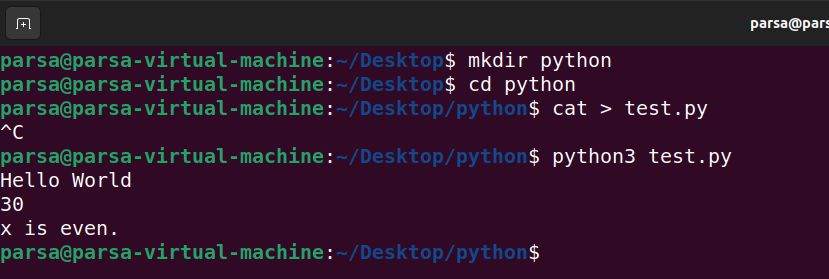 parsa@pars
parsa@parsa-virtual-machine:~/Desktop$ mkdir python
parsa@parsa-virtual-machine:~/Desktop$ cd python
parsa@parsa-virtual-machine:~/Desktop/python$ cat > test.py
^C
parsa@parsa-virtual-machine:~/Desktop/python$ python3 test.py
Hello World
30
x is even.
parsa@parsa-virtual-machine:~/Desktop/python$